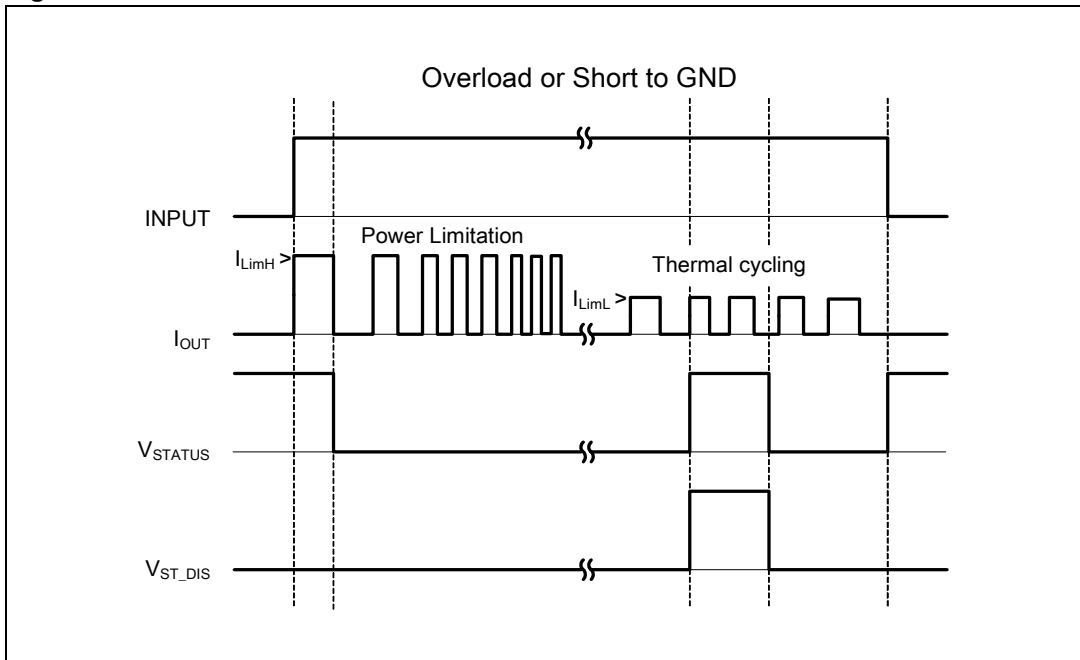 Overload or Short to GND
INPUT
Power Limitation
I_LimH >
Thermal cycling
I_LimL >
I_OUT
V_STATUS
V_ST_DIS